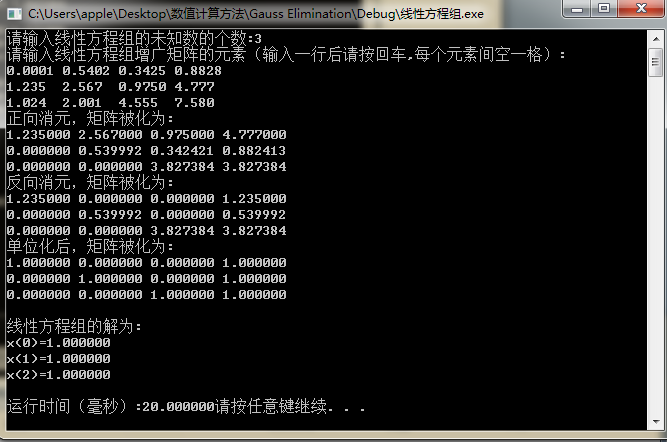 C:\Users\apple\Desktop\数值计算方法\Gauss Elimination\Debug\线性方程组.exe
请输入线性方程组的未知数的个数:3
请输入线性方程组增广矩阵的元素（输入一行后请按回车,每个元素间空一格）:
0.0001 0.5402 0.3425 0.8828
1.235  2.567  0.9750 4.777
1.024  2.001  4.555  7.580
正向消元，矩阵被化为:
1.235000 2.567000 0.975000 4.777000
0.000000 0.539992 0.342421 0.882413
0.000000 0.000000 3.827384 3.827384
反向消元，矩阵被化为:
1.235000 0.000000 0.000000 1.235000
0.000000 0.539992 0.000000 0.539992
0.000000 0.000000 3.827384 3.827384
单位化后，矩阵被化为:
1.000000 0.000000 0.000000 1.000000
0.000000 1.000000 0.000000 1.000000
0.000000 0.000000 1.000000 1.000000
线性方程组的解为:
x(0)=1.000000
x(1)=1.000000
x(2)=1.000000
运行时间（毫秒）:20.000000请按任意键继续. . .